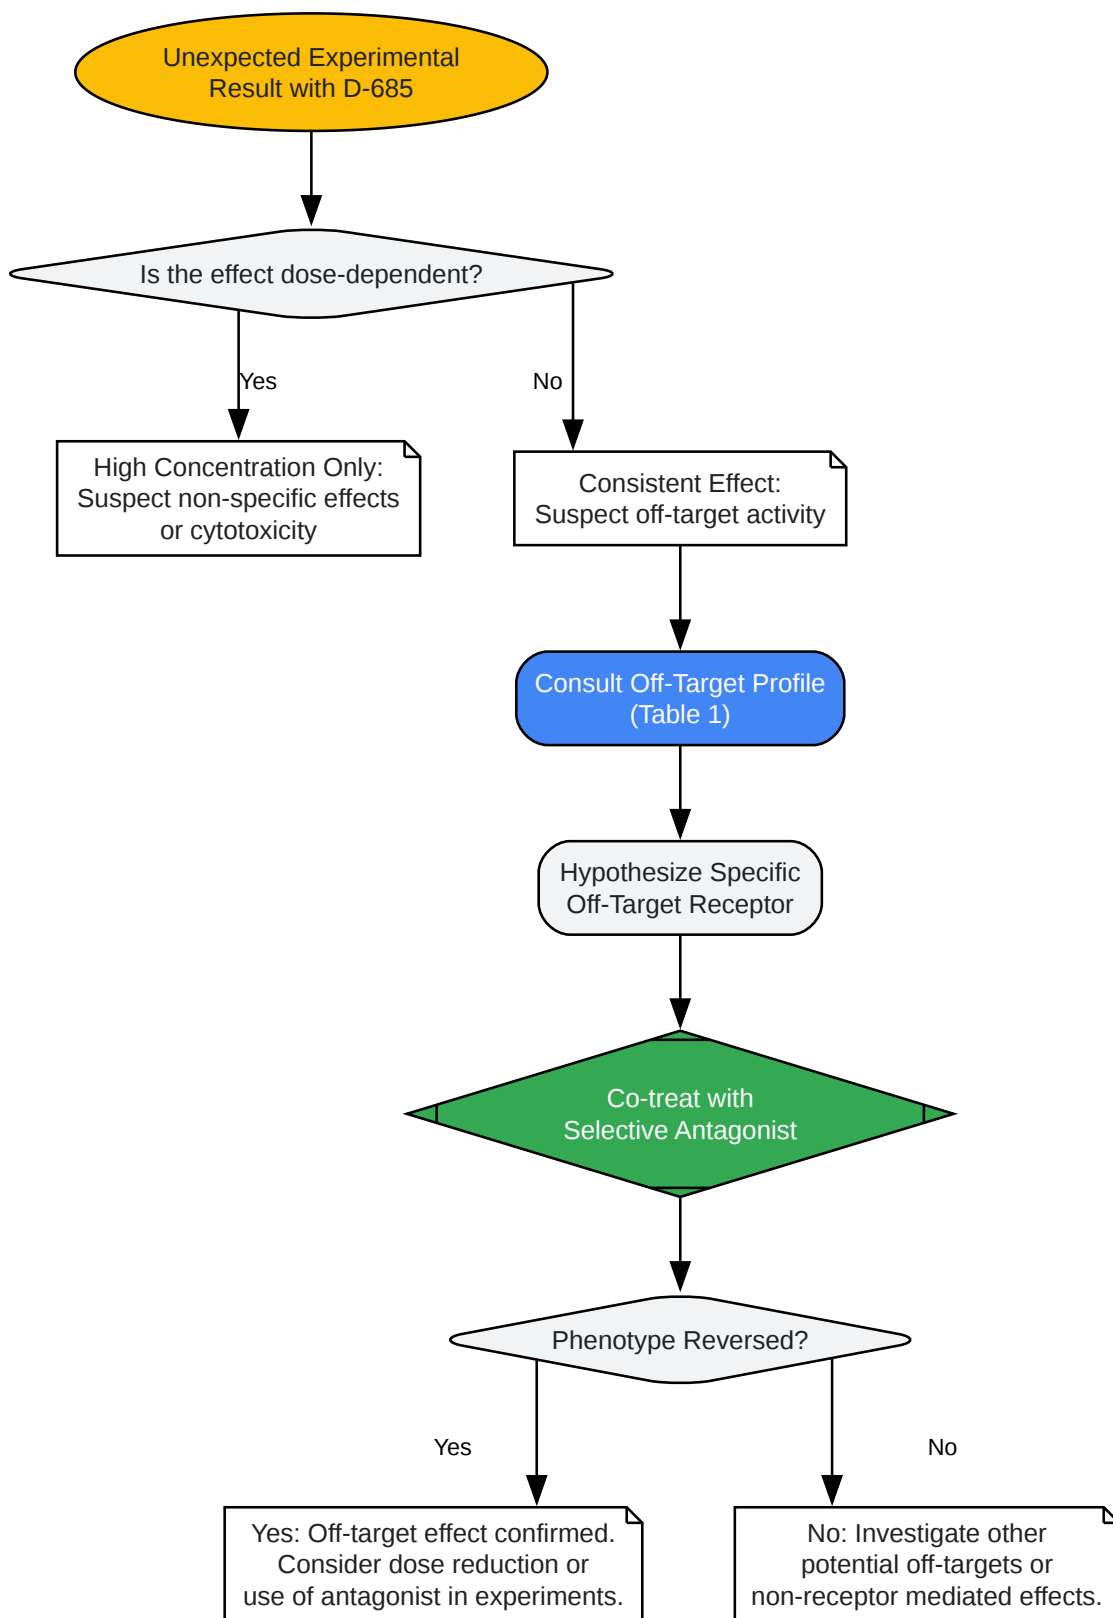 Unexpected Experimental
Result with D-685
Is the effect dose-dependent?
Yes
No
High Concentration Only:
Suspect non-specific effects
or cytotoxicity
Consistent Effect:
Suspect off-target activity
Consult Off-Target Profile
(Table 1)
Hypothesize Specific
Off-Target Receptor
Co-treat with
Selective Antagonist
Phenotype Reversed?
Yes
No
Yes: Off-target effect confirmed.
Consider dose reduction or
use of antagonist in experiments.
No: Investigate other
potential off-targets or
non-receptor mediated effects.